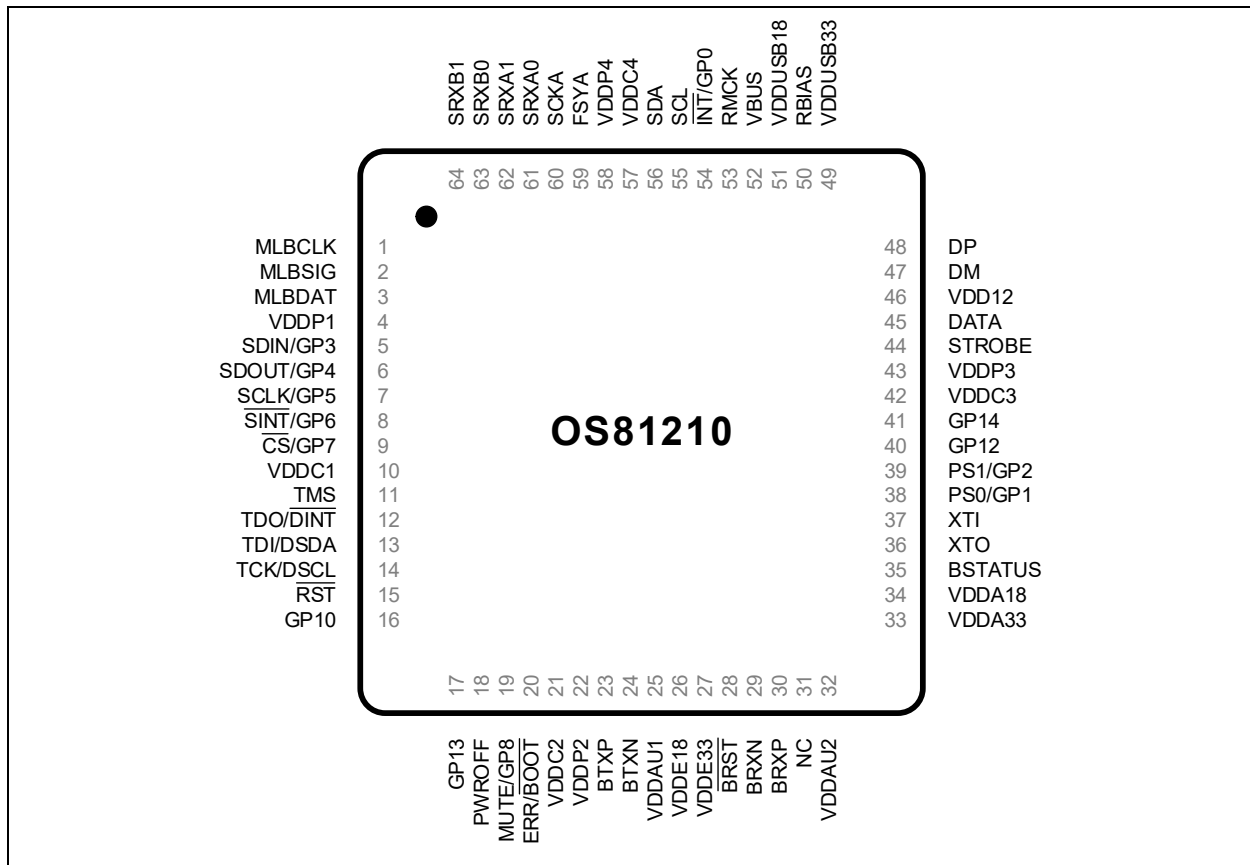 SRXB1
SRXB0
SRXA1
SRXA0
SCKA
FSYA
VDDP4
VDDC4
SDA
SCL
INT/GP0
RMCK
VBUS
VDDUSB18
RBIAS
VDDUSB33
64
63
62
61
60
59
58
57
56
55
54
53
52
51
50
49
MLBCLK 1
MLBSIG 2
MLBDAT 3
VDDP1 4
SDIN/GP3 5
SDOUT/GP4 6
SCLK/GP5 7
SINT/GP6 8
CS/GP7 9
VDDC1 10
TMS 11
TDO/DINT 12
TDI/DSDA 13
TCK/DSCL 14
RST 15
GP10 16
OS81210
48 DP
47 DM
46 VDD12
45 DATA
44 STROBE
43 VDDP3
42 VDDC3
41 GP14
40 GP12
39 PS1/GP2
38 PS0/GP1
37 XTI
36 XTO
35 BSTATUS
34 VDDA18
33 VDDA33
17
18
19
20
21
22
23
24
25
26
27
28
29
30
31
32
GP13
PWROFF
MUTE/GP8
ERR/BOOT
VDDC2
VDDP2
BTXP
BTXN
VDDAU1
VDDE18
VDDE33
BRST
BRXN
BRXP
NC
VDDAU2